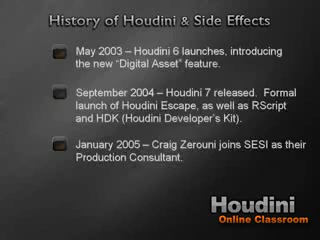 History of Houdini & Side Effects
May 2003 – Houdini 6 launches, introducing
the new "Digital Asset" feature.
September 2004 – Houdini 7 released.  Formal
launch of Houdini Escape, as well as RScript
and HDK (Houdini Developer's Kit).
January 2005 – Craig Zerouni joins SESI as their
Production Consultant.
Houdini
Online Classroom